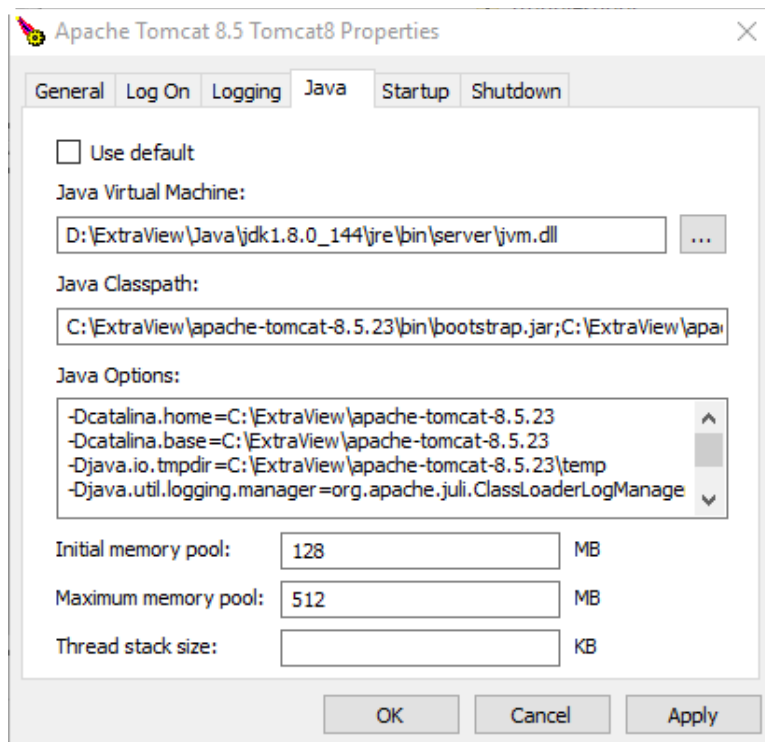 Apache Tomcat 8.5 Tomcat8 Properties
General Log On Logging Java Startup Shutdown
Use default
Java Virtual Machine:
D:\ExtraView\Java\jdk1.8.0_144\jre\bin\server\jvm.dll
...
Java Classpath:
C:\ExtraView\apache-tomcat-8.5.23\bin\bootstrap.jar;C:\ExtraView\apa
Java Options:
-Dcatalina.home=C:\ExtraView\apache-tomcat-8.5.23
-Dcatalina.base=C:\ExtraView\apache-tomcat-8.5.23
-Djava.io.tmpdir=C:\ExtraView\apache-tomcat-8.5.23\temp
-Djava.util.logging.manager=org.apache.juli.ClassLoaderLogManage
Initial memory pool: 128 MB
Maximum memory pool: 512 MB
Thread stack size: KB
OK Cancel Apply